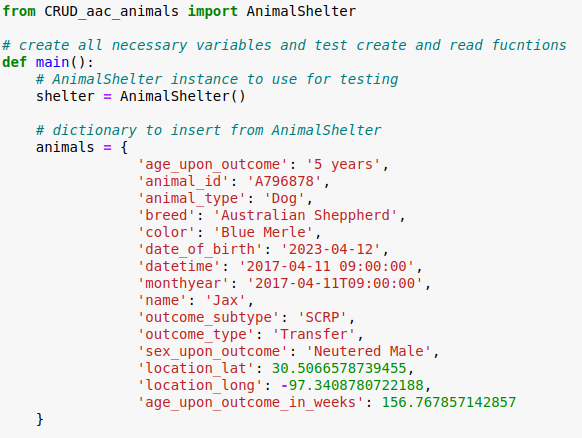 from CRUD_aac_animals import AnimalShelter
# create all necessary variables and test create and read fucntions
def main():
# AnimalShelter instance to use for testing
shelter = AnimalShelter()
# dictionary to insert from AnimalShelter
animals = {
'age_upon_outcome': '5 years',
'animal_id': 'A796878',
'animal_type': 'Dog',
'breed': 'Australian Sheppherd',
'color': 'Blue Merle',
'date_of_birth': '2023-04-12',
'datetime': '2017-04-11 09:00:00',
'monthyear': '2017-04-11T09:00:00',
'name': 'Jax',
'outcome_subtype': 'SCRP',
'outcome_type': 'Transfer',
'sex_upon_outcome': 'Neutered Male',
'location_lat': 30.5066578739455,
'location_long': -97.3408780722188,
'age_upon_outcome_in_weeks': 156.767857142857
}